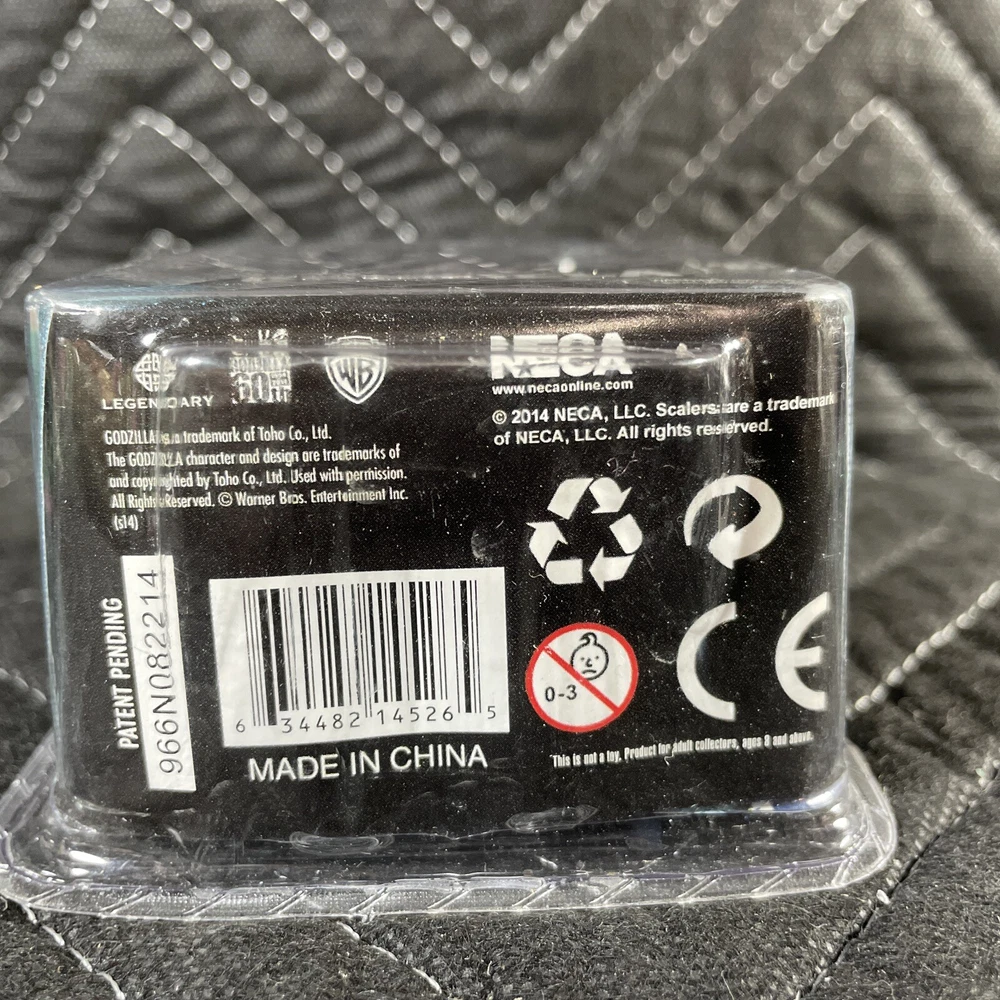 LEGENDARY
60th
WB
NECA
www.necaonline.com
© 2014 NECA, LLC. Scalers are a trademark
of NECA, LLC. All rights reserved.
GODZILLA is a trademark of Toho Co., Ltd.
The GODZILLA character and design are trademarks of
and copyrighted by Toho Co., Ltd. Used with permission.
All Rights Reserved. © Warner Bros. Entertainment Inc.
(s14)
PATENT PENDING
966N082214
6 34482 14526 5
MADE IN CHINA
0-3
CE
This is not a toy. Product for adult collectors, ages 8 and above.